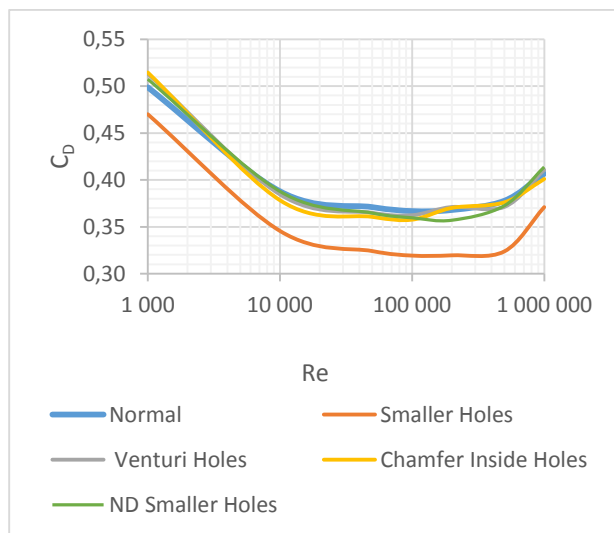 0,55
0,50
0,45
0,40
0,35
0,30
C_D
1 000 10 000 100 000 1 000 000
Re
Normal Smaller Holes
Venturi Holes Chamfer Inside Holes
ND Smaller Holes